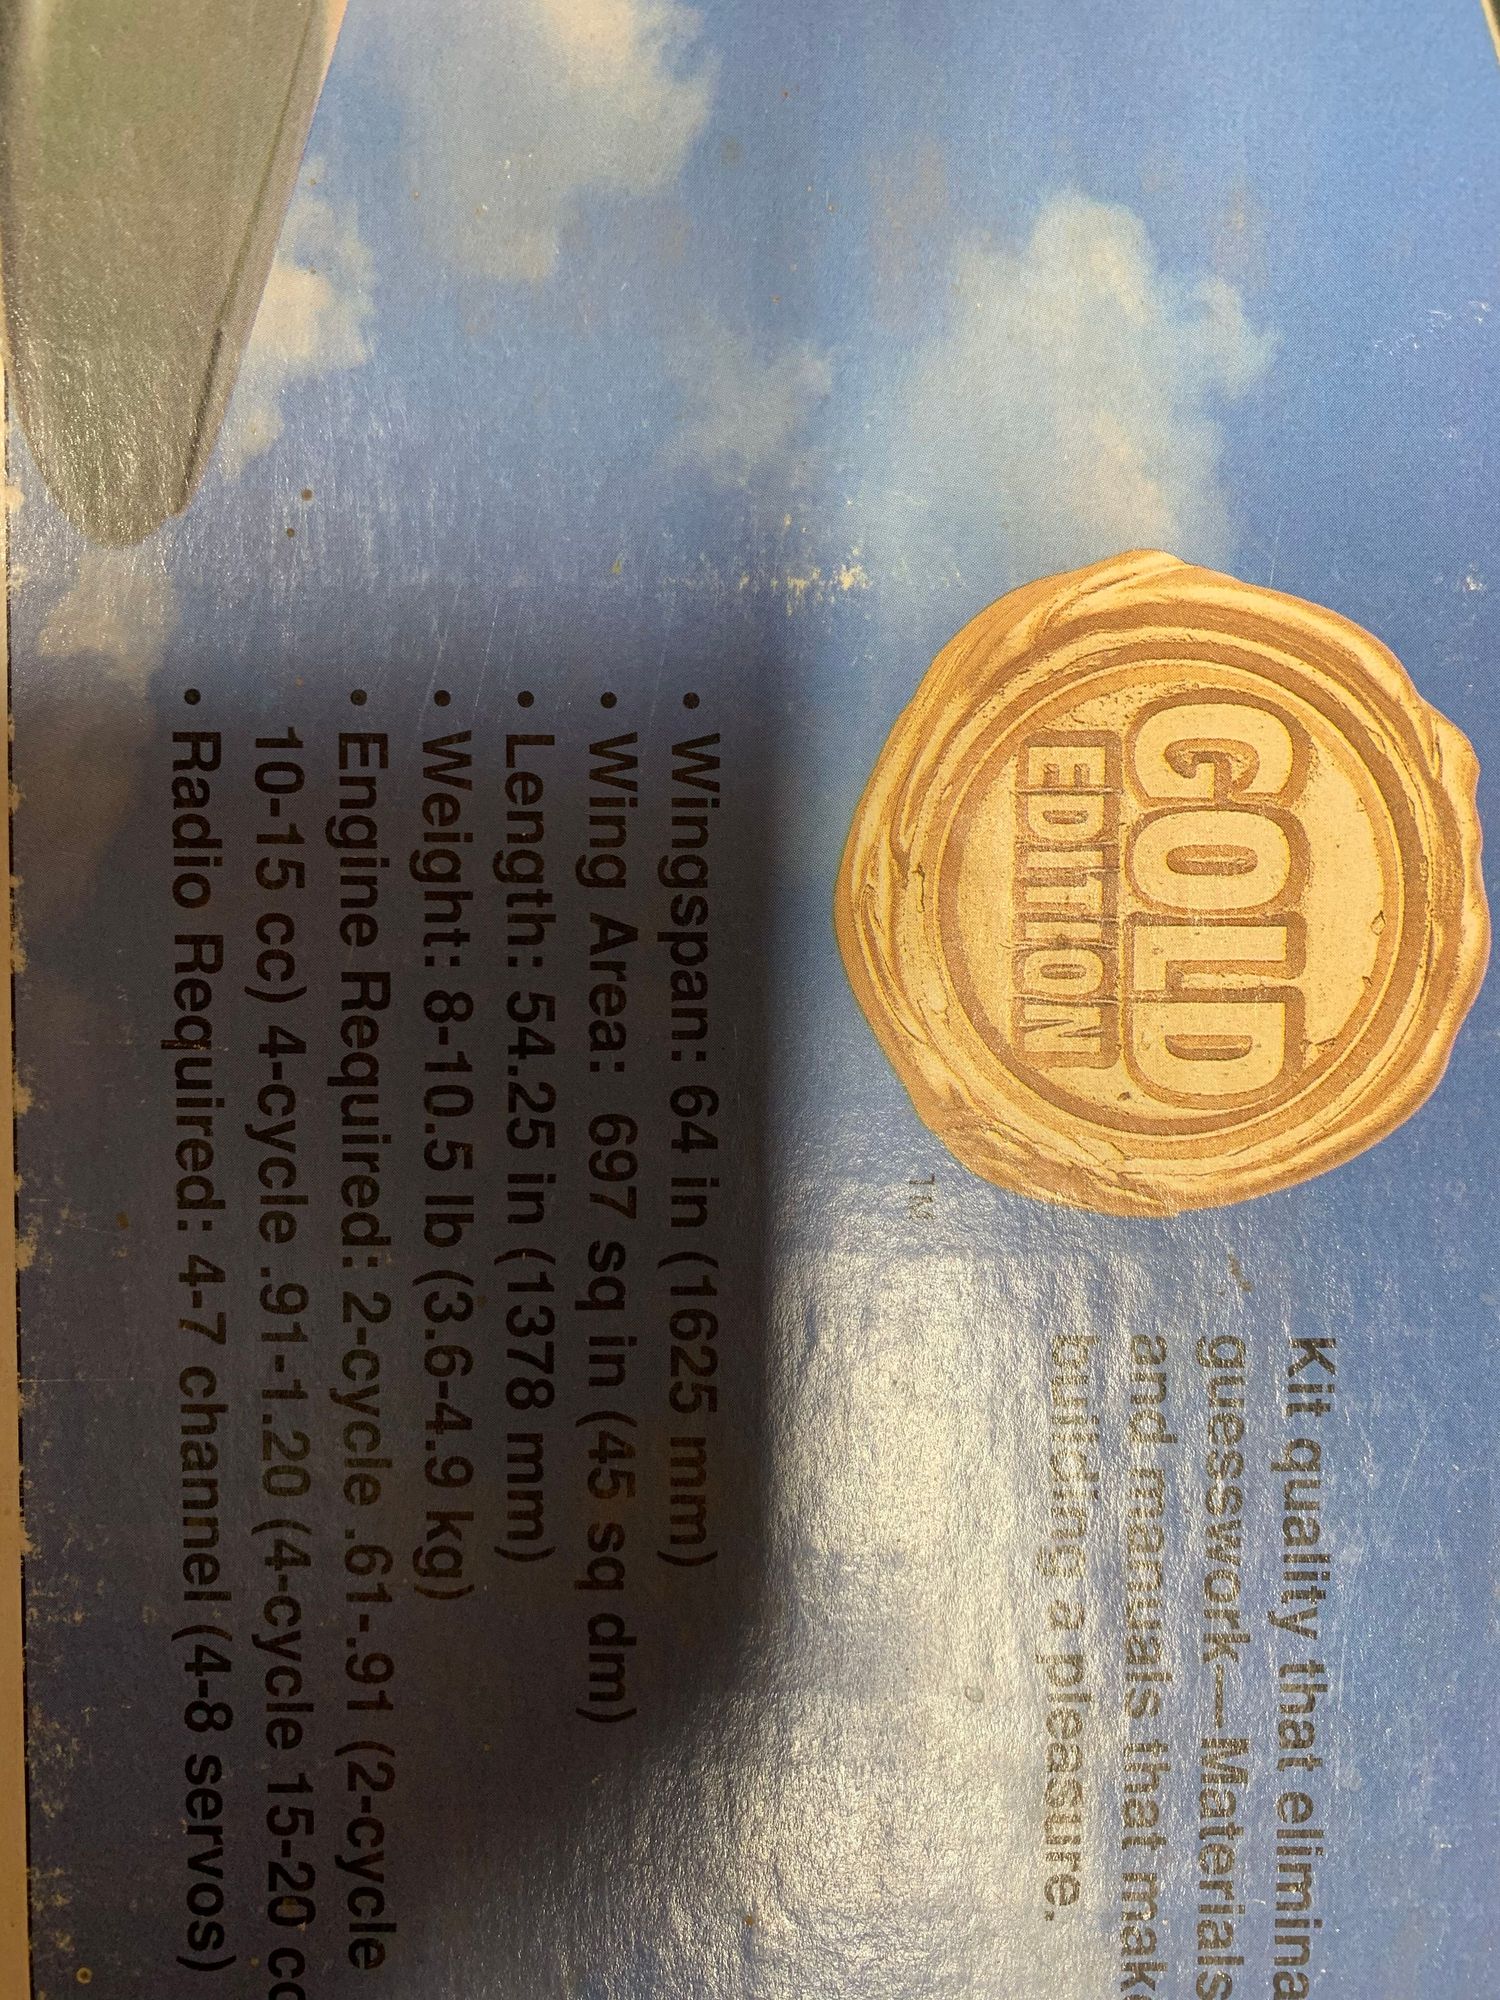 GOLD
EDITION
TM
Kit quality that elimina
guesswork—Materials
and manuals that make
building a pleasure.
• Wingspan: 64 in (1625 mm)
• Wing Area: 697 sq in (45 sq dm)
• Length: 54.25 in (1378 mm)
• Weight: 8-10.5 lb (3.6-4.9 kg)
• Engine Required: 2-cycle .61-.91 (2-cycle
10-15 cc) 4-cycle .91-1.20 (4-cycle 15-20 cc
• Radio Required: 4-7 channel (4-8 servos)